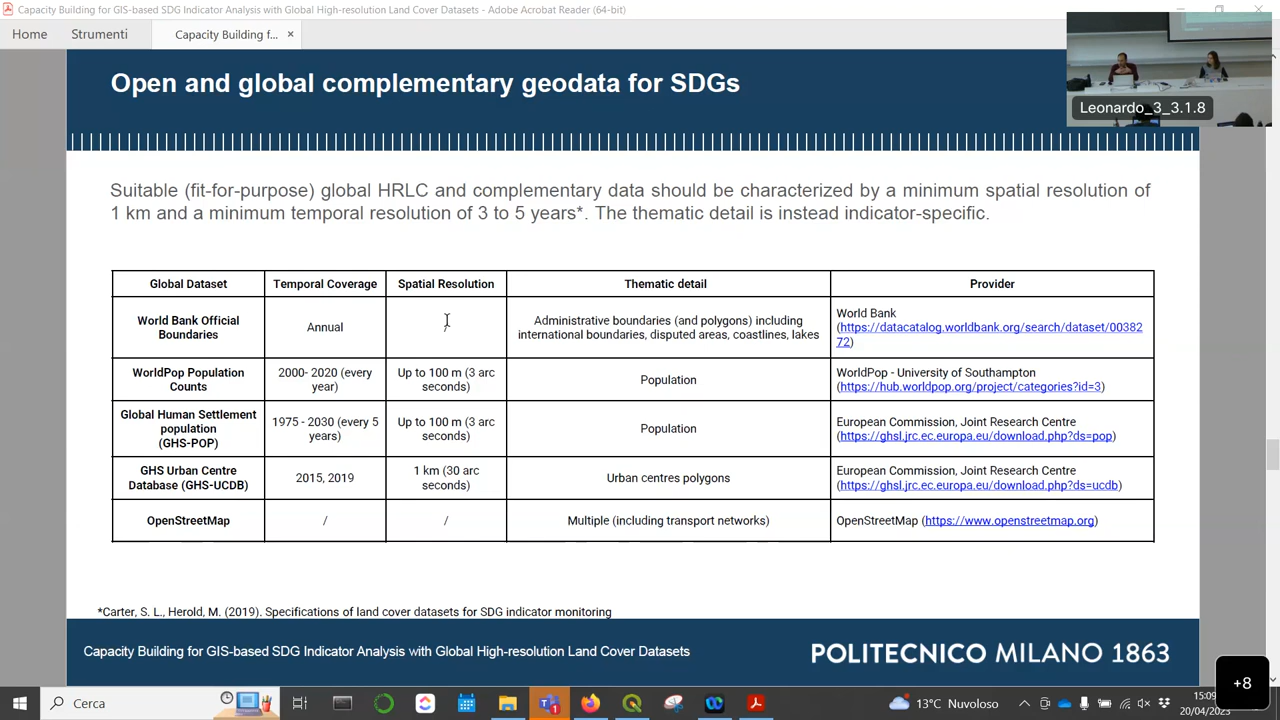 Capacity Building for GIS-based SDG Indicator Analysis with Global High-resolution Land Cover Datasets - Adobe Acrobat Reader (64-bit)
Home
Strumenti
Capacity Building f...
Open and global complementary geodata for SDGs
Leonardo_3_3.1.8
Suitable (fit-for-purpose) global HRLC and complementary data should be characterized by a minimum spatial resolution of
1 km and a minimum temporal resolution of 3 to 5 years*. The thematic detail is instead indicator-specific.
Global Dataset Temporal Coverage Spatial Resolution Thematic detail Provider
World Bank Official
Boundaries
Annual
/
Administrative boundaries (and polygons) including
international boundaries, disputed areas, coastlines, lakes
World Bank
(https://datacatalog.worldbank.org/search/dataset/00382
72)
WorldPop Population
Counts
2000- 2020 (every
year)
Up to 100 m (3 arc
seconds)
Population
WorldPop - University of Southampton
(https://hub.worldpop.org/project/categories?id=3)
Global Human Settlement
population
(GHS-POP)
1975 - 2030 (every 5
years)
Up to 100 m (3 arc
seconds)
Population
European Commission, Joint Research Centre
(https://ghsl.jrc.ec.europa.eu/download.php?ds=pop)
GHS Urban Centre
Database (GHS-UCDB)
2015, 2019
1 km (30 arc
seconds)
Urban centres polygons
European Commission, Joint Research Centre
(https://ghsl.jrc.ec.europa.eu/download.php?ds=ucdb)
OpenStreetMap
/
/
Multiple (including transport networks)
OpenStreetMap (https://www.openstreetmap.org)
*Carter, S. L., Herold, M. (2019). Specifications of land cover datasets for SDG indicator monitoring
Capacity Building for GIS-based SDG Indicator Analysis with Global High-resolution Land Cover Datasets
POLITECNICO MILANO 1863
+8
Cerca
13°C Nuvoloso
15:09
20/04/2023